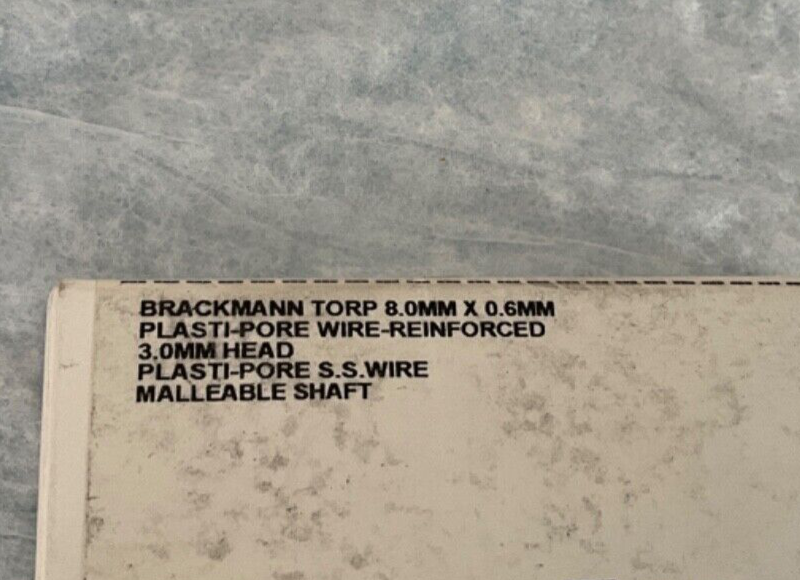 BRACKMANN TORP 8.0MM X 0.6MM
PLASTI-PORE WIRE-REINFORCED
3.0MM HEAD
PLASTI-PORE S.S.WIRE
MALLEABLE SHAFT